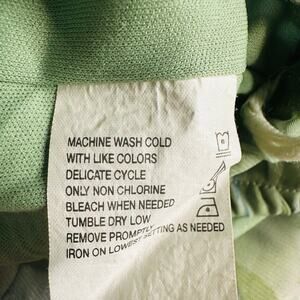 MACHINE WASH COLD
WITH LIKE COLORS
DELICATE CYCLE
ONLY NON CHLORINE
BLEACH WHEN NEEDED
TUMBLE DRY LOW
REMOVE PROMPTLY
IRON ON LOWEST SETTING AS NEEDED